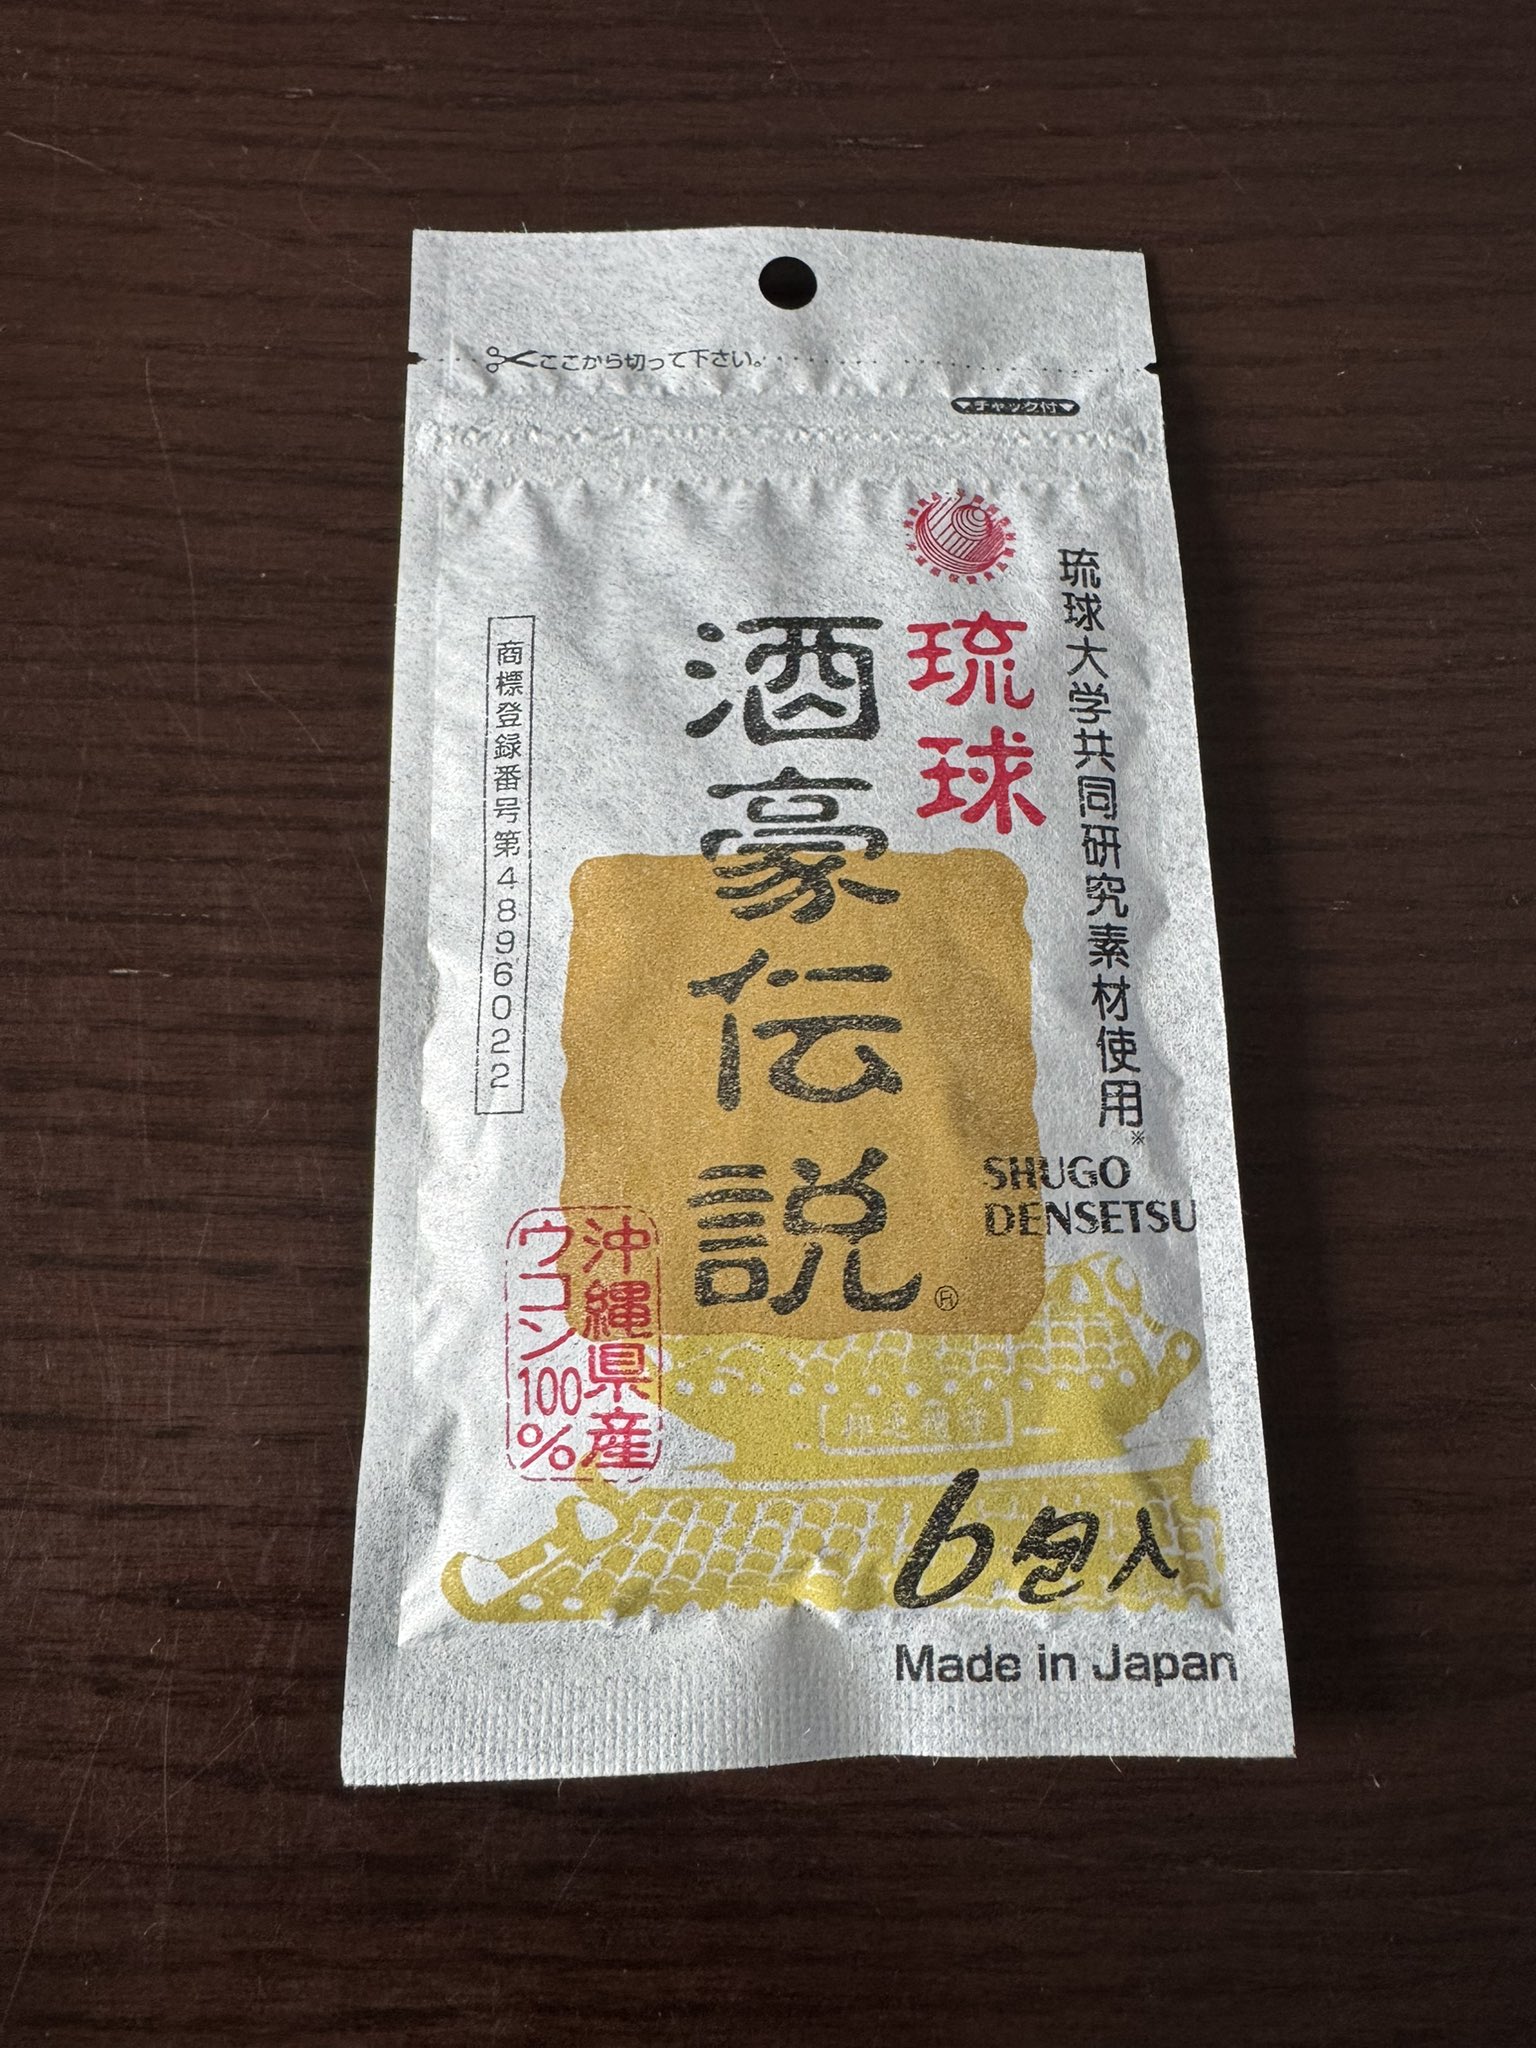 ここから切って下さい。
チャック付
琉球大学共同研究素材使用※
琉球
酒豪伝説®
SHUGO
DENSETSU
商標登録番号第4896022
沖縄県産
ウコン100%
6包入
Made in Japan